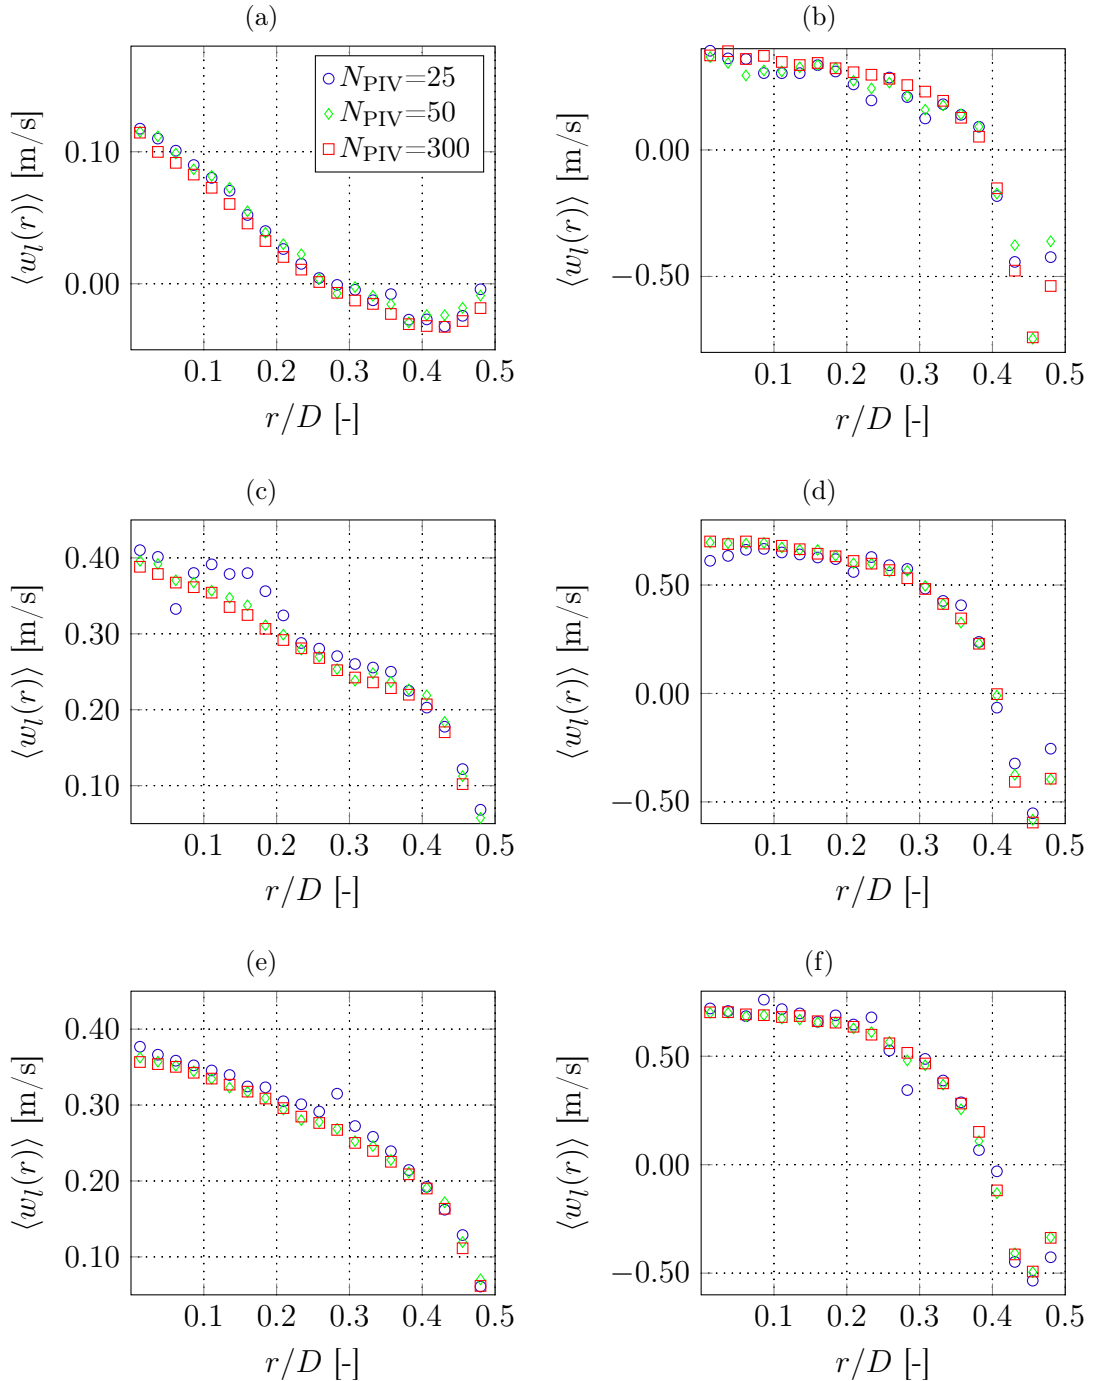 (a)
N_PIV=25
N_PIV=50
N_PIV=300
0.10
0.00
⟨w_l(r)⟩ [m/s]
0.1 0.2 0.3 0.4 0.5
r/D [-]
(b)
0.00
−0.50
⟨w_l(r)⟩ [m/s]
0.1 0.2 0.3 0.4 0.5
r/D [-]
(c)
0.40
0.30
0.20
0.10
⟨w_l(r)⟩ [m/s]
0.1 0.2 0.3 0.4 0.5
r/D [-]
(d)
0.50
0.00
−0.50
⟨w_l(r)⟩ [m/s]
0.1 0.2 0.3 0.4 0.5
r/D [-]
(e)
0.40
0.30
0.20
0.10
⟨w_l(r)⟩ [m/s]
0.1 0.2 0.3 0.4 0.5
r/D [-]
(f)
0.50
0.00
−0.50
⟨w_l(r)⟩ [m/s]
0.1 0.2 0.3 0.4 0.5
r/D [-]